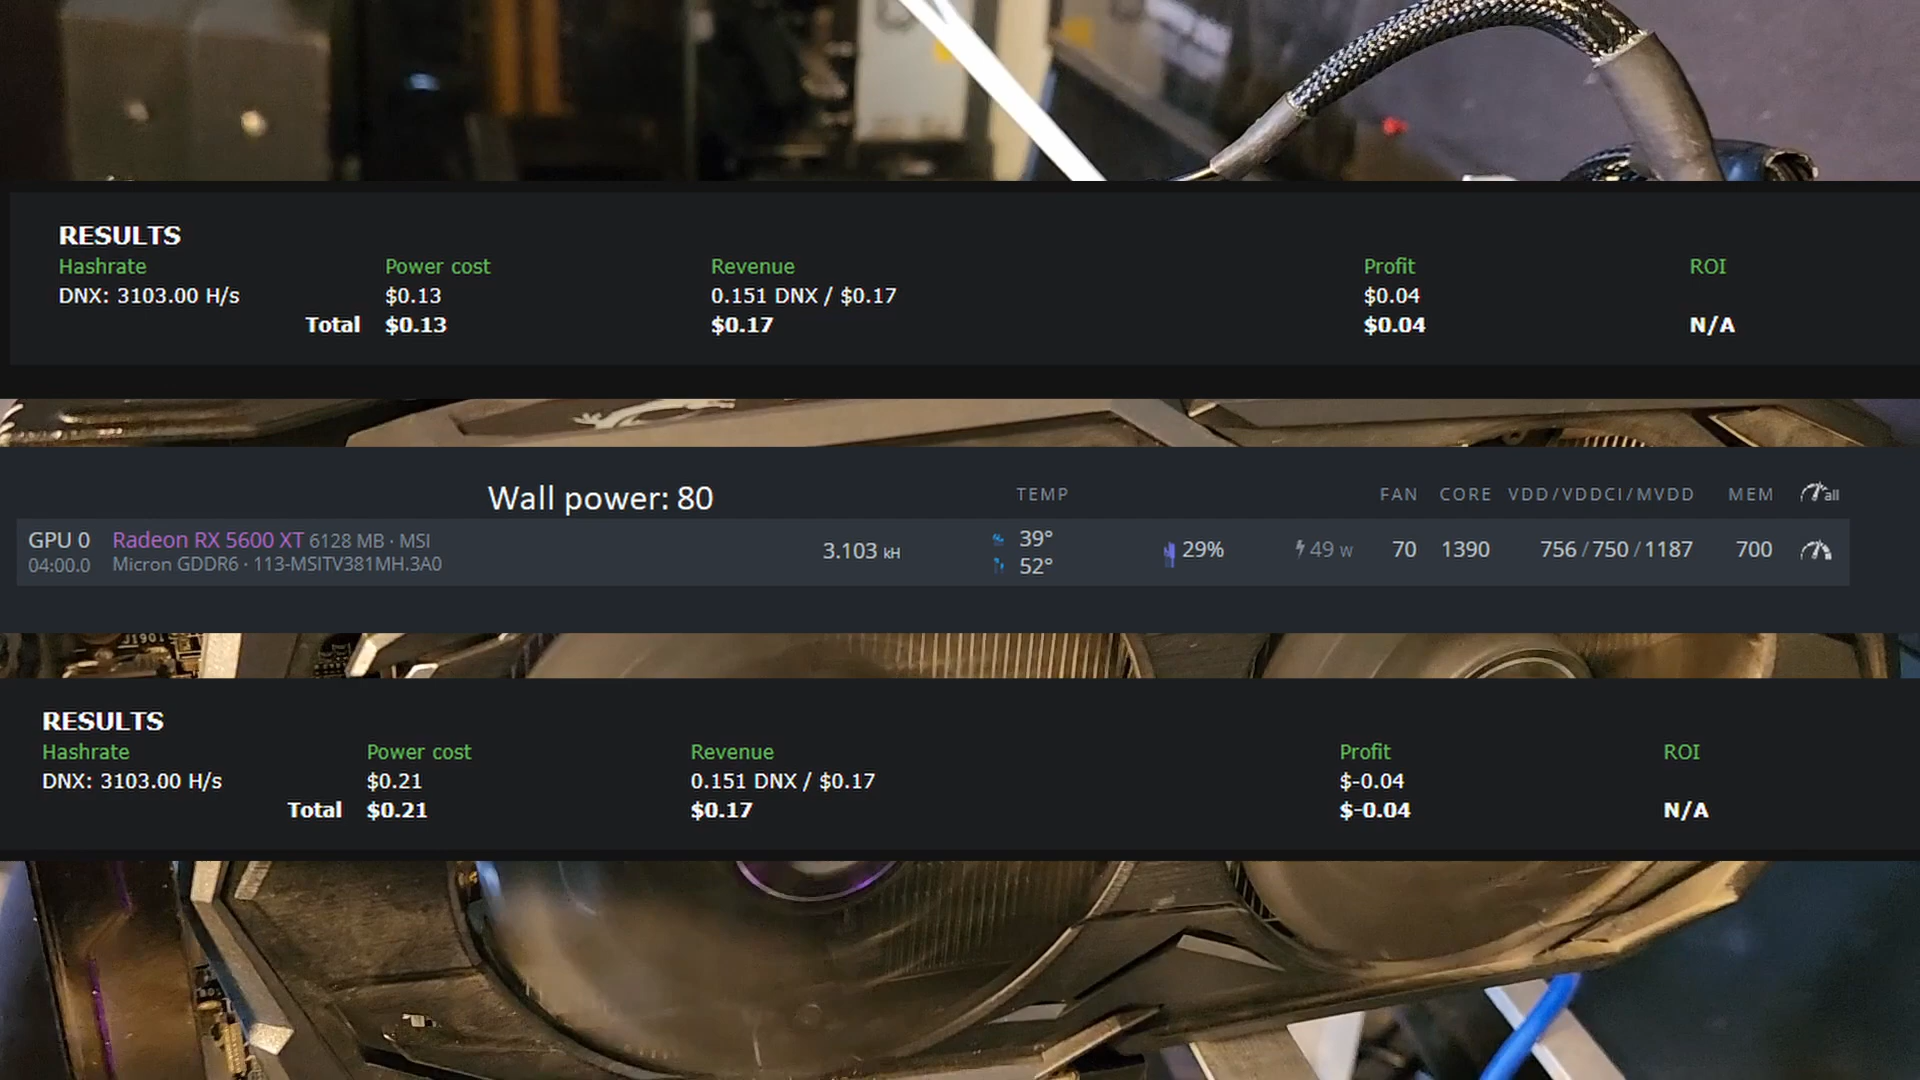 RESULTS
Hashrate Power cost Revenue Profit ROI
DNX: 3103.00 H/s $0.13 0.151 DNX / $0.17 $0.04
Total $0.13 $0.17 $0.04 N/A
Wall power: 80
TEMP FAN CORE VDD/VDDCI/MVDD MEM all
GPU 0 Radeon RX 5600 XT 6128 MB · MSI 3.103 kH 39° 29% 49 w 70 1390 756/750/1187 700
04:00.0 Micron GDDR6 · 113-MSITV381MH.3A0 52°
J1901
RESULTS
Hashrate Power cost Revenue Profit ROI
DNX: 3103.00 H/s $0.21 0.151 DNX / $0.17 $-0.04
Total $0.21 $0.17 $-0.04 N/A